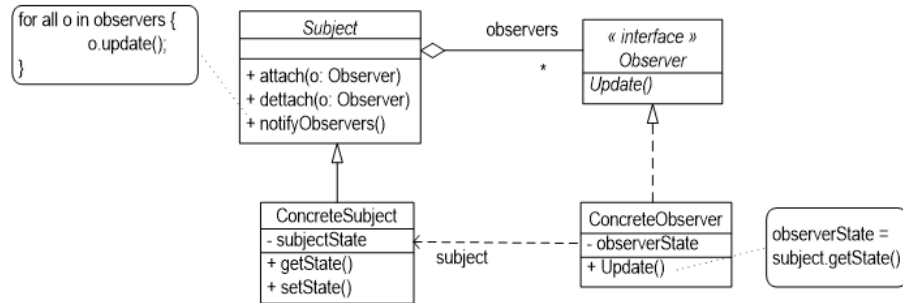 for all o in observers {
o.update();
}
Subject
+ attach(o: Observer)
+ dettach(o: Observer)
+ notifyObservers()
observers
*
« interface »
Observer
Update()
ConcreteSubject
- subjectState
+ getState()
+ setState()
subject
ConcreteObserver
- observerState
+ Update()
observerState =
subject.getState()